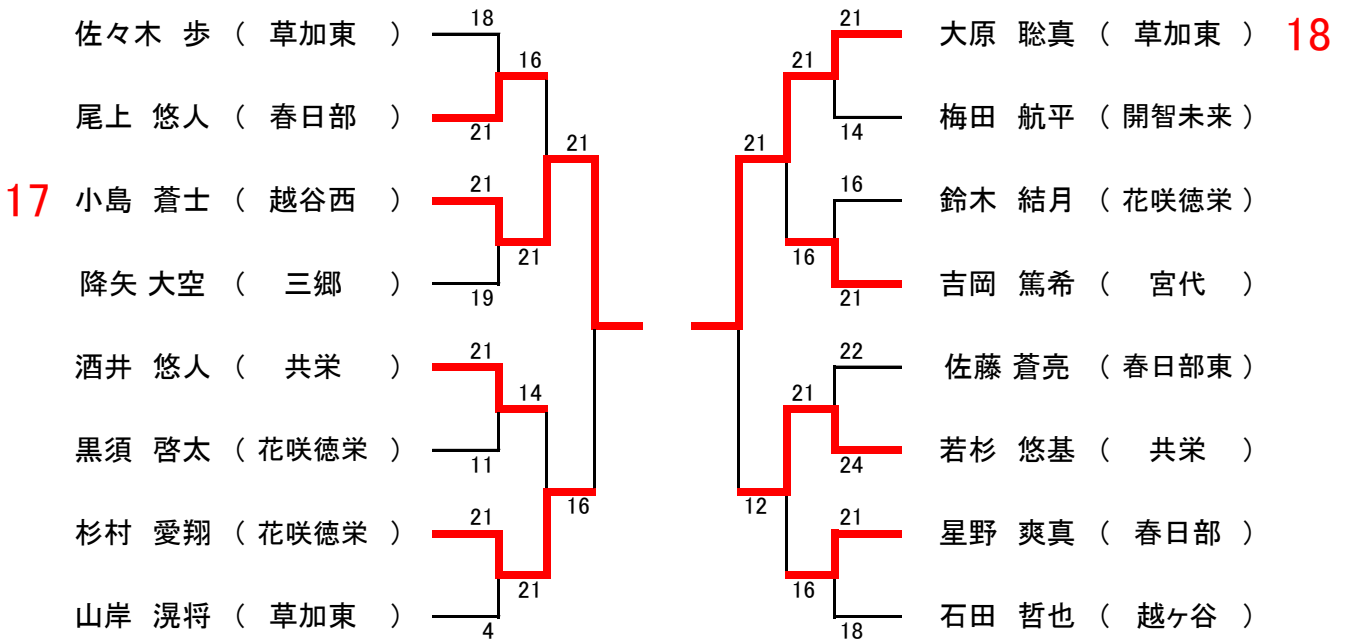 佐々木 歩 ( 草加東 )
18
16
尾上 悠人 ( 春日部 )
21
21
17 小島 蒼士 ( 越谷西 )
21
21
降矢 大空 ( 三郷 )
19
酒井 悠人 ( 共栄 )
21
14
黒須 啓太 ( 花咲徳栄 )
11
16
杉村 愛翔 ( 花咲徳栄 )
21
21
山岸 滉将 ( 草加東 )
4
21
大原 聡真 ( 草加東 ) 18
21
梅田 航平 ( 開智未来 )
14
21
16
鈴木 結月 ( 花咲徳栄 )
16
吉岡 篤希 ( 宮代 )
21
22
佐藤 蒼亮 ( 春日部東 )
21
若杉 悠基 ( 共栄 )
24
12
21
星野 爽真 ( 春日部 )
16
石田 哲也 ( 越ヶ谷 )
18